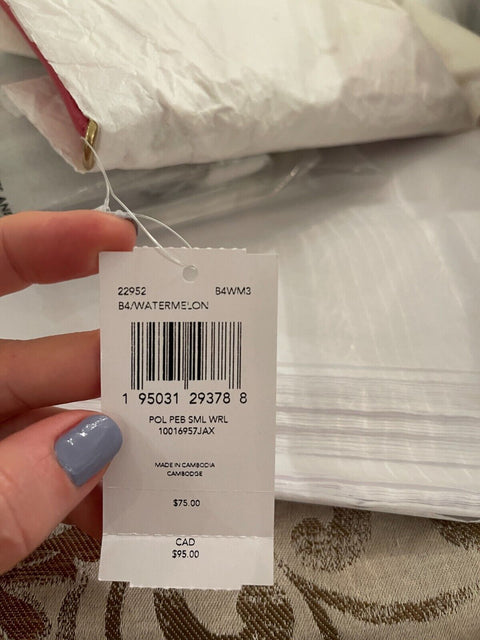 22952 B4WM3
B4/WATERMELON
1 95031 29378 8
POL PEB SML WRL
10016957JAX
MADE IN CAMBODIA
CAMBODGE
$75.00
CAD
$95.00